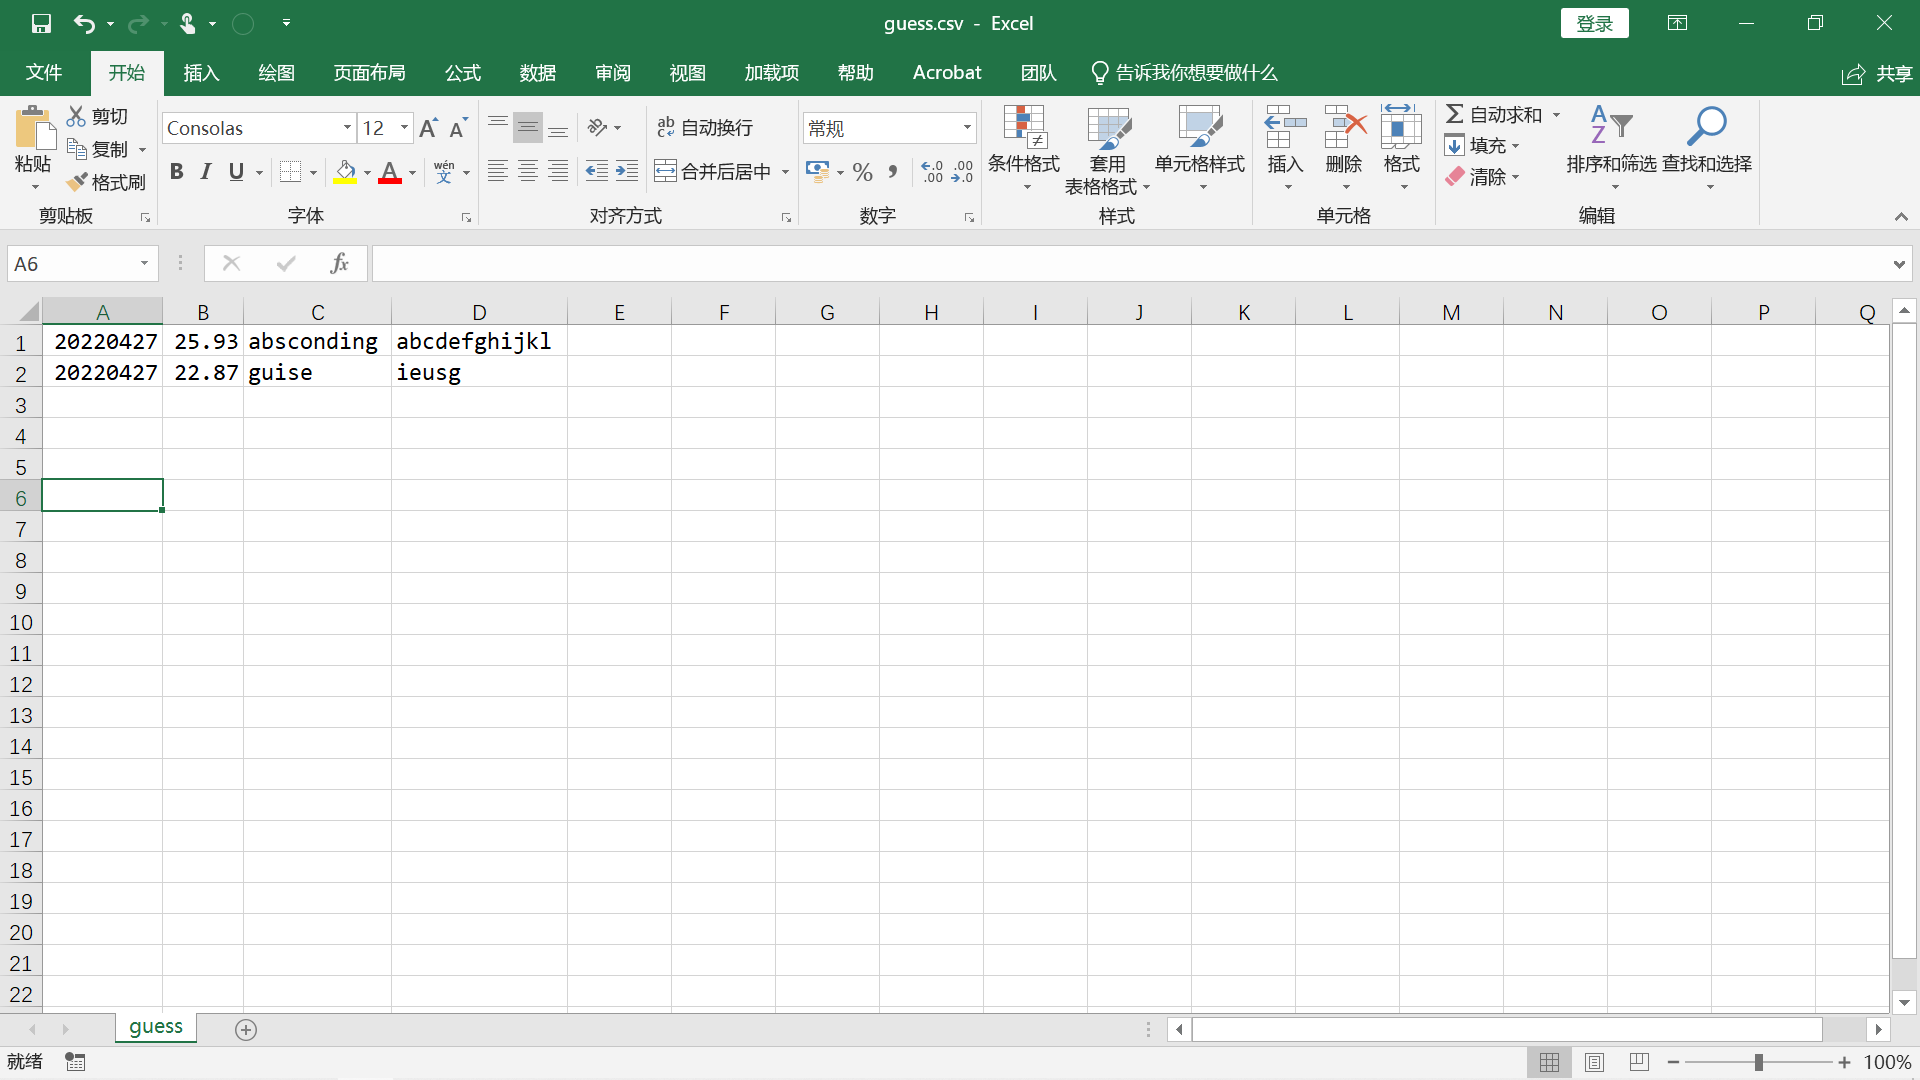 guess.csv - Excel
登录
文件 开始 插入 绘图 页面布局 公式 数据 审阅 视图 加载项 帮助 Acrobat 团队 告诉我你想要做什么 共享
粘贴 剪切 复制 格式刷 剪贴板
Consolas 12 B I U A wén 文 字体
ab 自动换行 合并后居中 对齐方式
常规 % , .0 .00 .00 .0 数字
条件格式 套用 表格格式 单元格样式 样式
插入 删除 格式 单元格
Σ 自动求和 填充 清除 排序和筛选 查找和选择 编辑
A6 fx
A B C D E F G H I J K L M N O P Q
1 20220427 25.93 absconding abcdefghijkl
2 20220427 22.87 guise ieusg
3
4
5
6
7
8
9
10
11
12
13
14
15
16
17
18
19
20
21
22
guess
就绪 100%